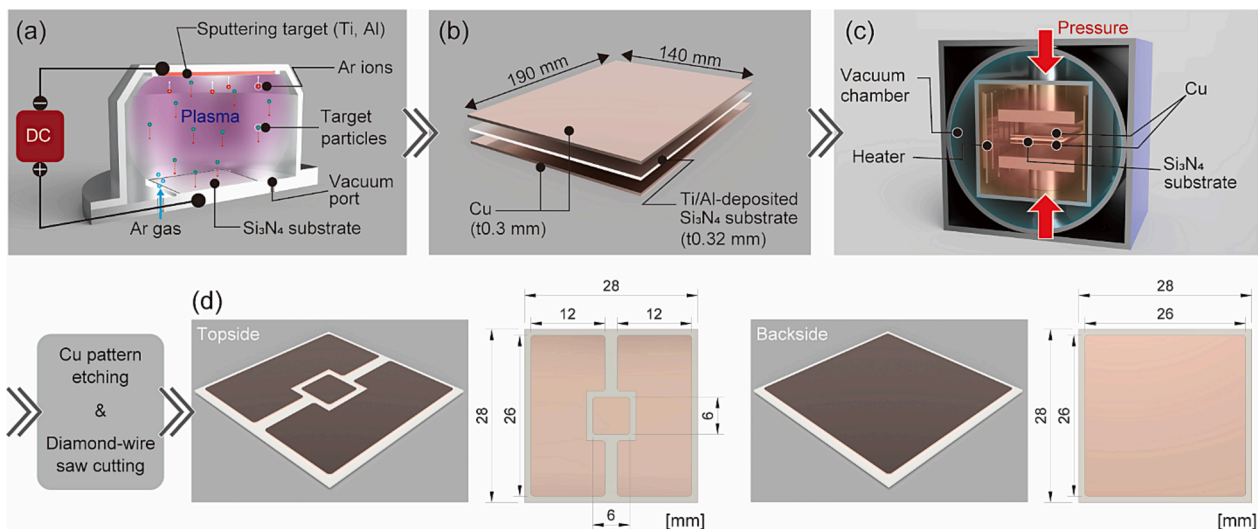 (a)
Sputtering target (Ti, Al)
Ar ions
Plasma
Target
particles
DC
−
+
Vacuum
port
Ar gas
Si₃N₄ substrate
(b)
190 mm
140 mm
Cu
(t0.3 mm)
Ti/Al-deposited
Si₃N₄ substrate
(t0.32 mm)
(c)
Pressure
Vacuum
chamber
Cu
Heater
Si₃N₄
substrate
Cu pattern
etching
&
Diamond-wire
saw cutting
(d)
Topside
28
12
12
28
26
6
6
[mm]
Backside
28
26
28
26
[mm]